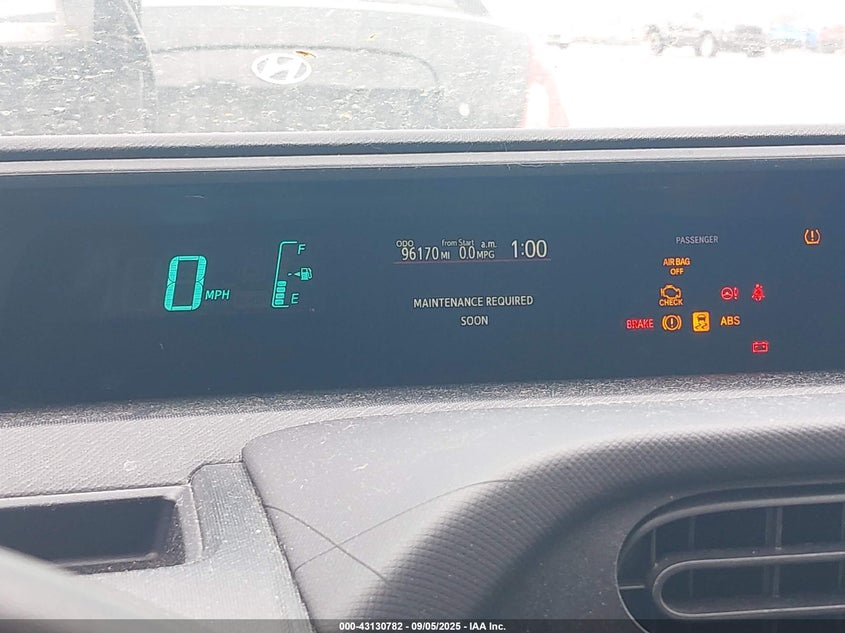 0 MPH
F
E
ODO 96170 MI
from Start 0.0 MPG
a.m. 1:00
MAINTENANCE REQUIRED
SOON
PASSENGER
AIR BAG
OFF
CHECK
BRAKE
ABS
000-43130782 - 09/05/2025 - IAA Inc.